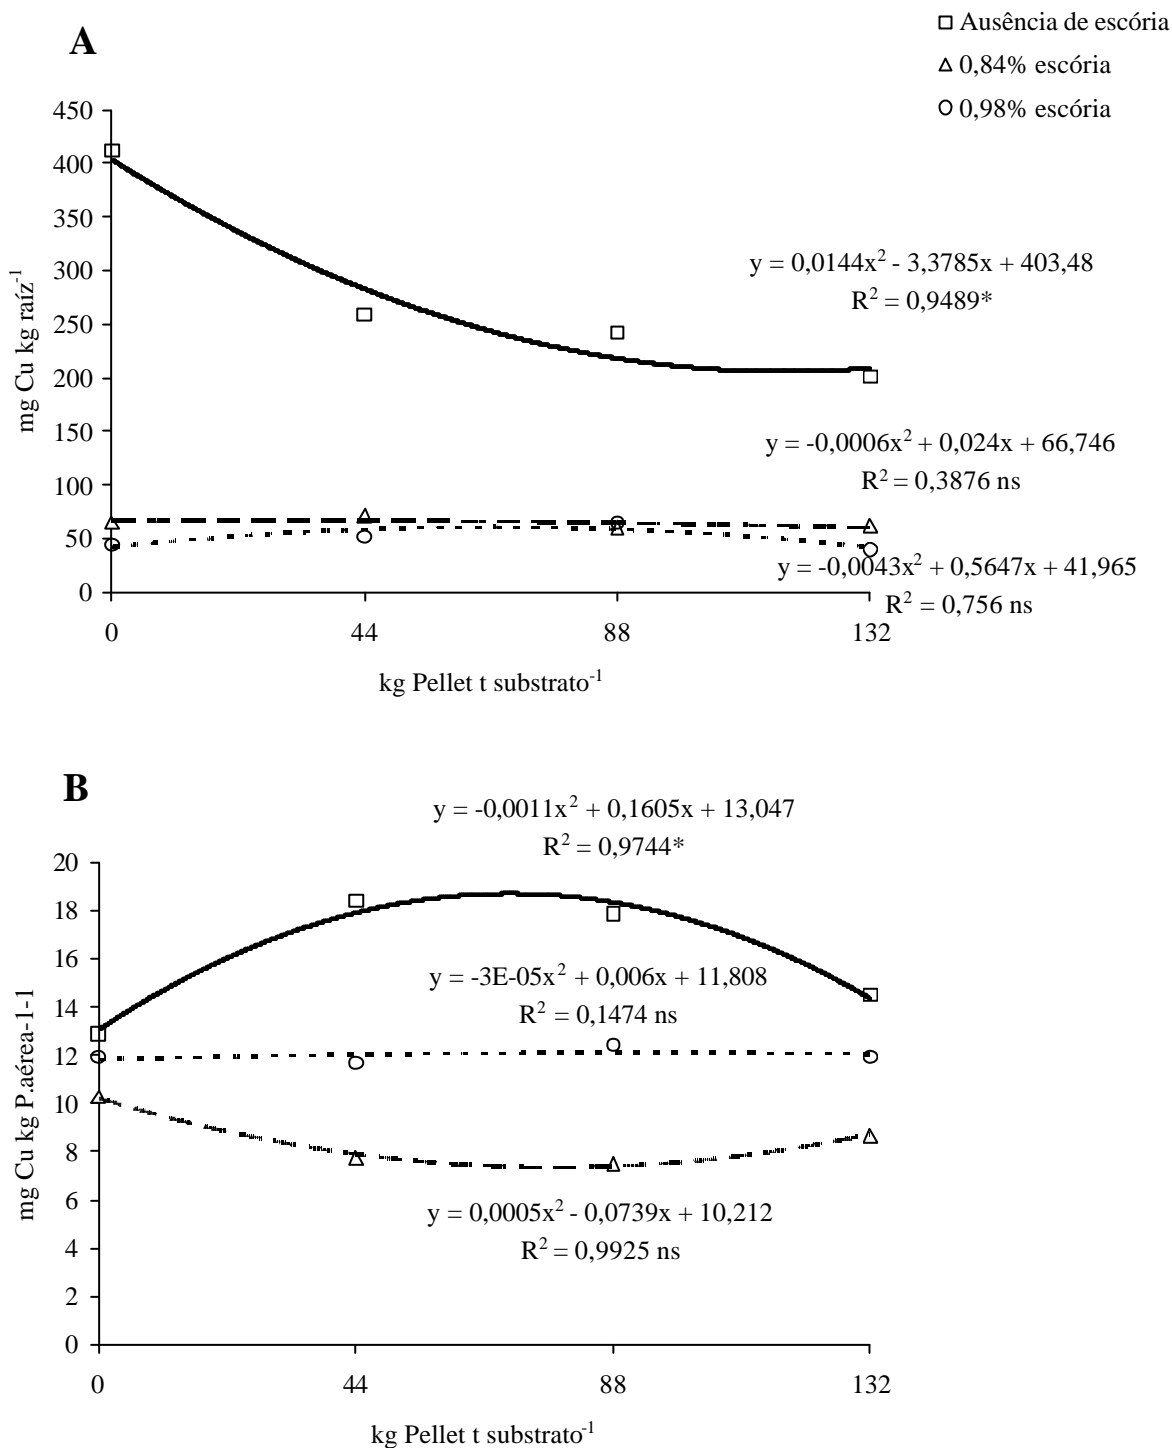 Ausência de escória
0,84% escória
0,98% escória
A
450
400
350
300
250
200
150
100
50
0
mg Cu kg raíz-1
y = 0,0144x2 - 3,3785x + 403,48
R2 = 0,9489*
y = -0,0006x2 + 0,024x + 66,746
R2 = 0,3876 ns
y = -0,0043x2 + 0,5647x + 41,965
R2 = 0,756 ns
0 44 88 132
kg Pellet t substrato-1
B
y = -0,0011x2 + 0,1605x + 13,047
R2 = 0,9744*
20
18
16
14
12
10
8
6
4
2
0
mg Cu kg P.aérea-1-1
y = -3E-05x2 + 0,006x + 11,808
R2 = 0,1474 ns
y = 0,0005x2 - 0,0739x + 10,212
R2 = 0,9925 ns
0 44 88 132
kg Pellet t substrato-1